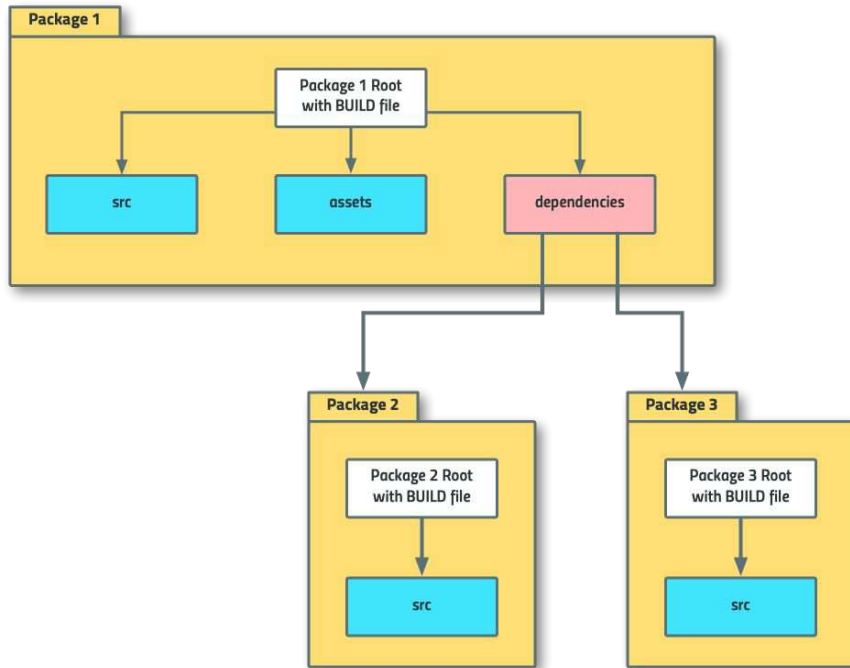 Package 1
Package 1 Root
with BUILD file
src
assets
dependencies
Package 2
Package 3
Package 2 Root
with BUILD file
Package 3 Root
with BUILD file
src
src